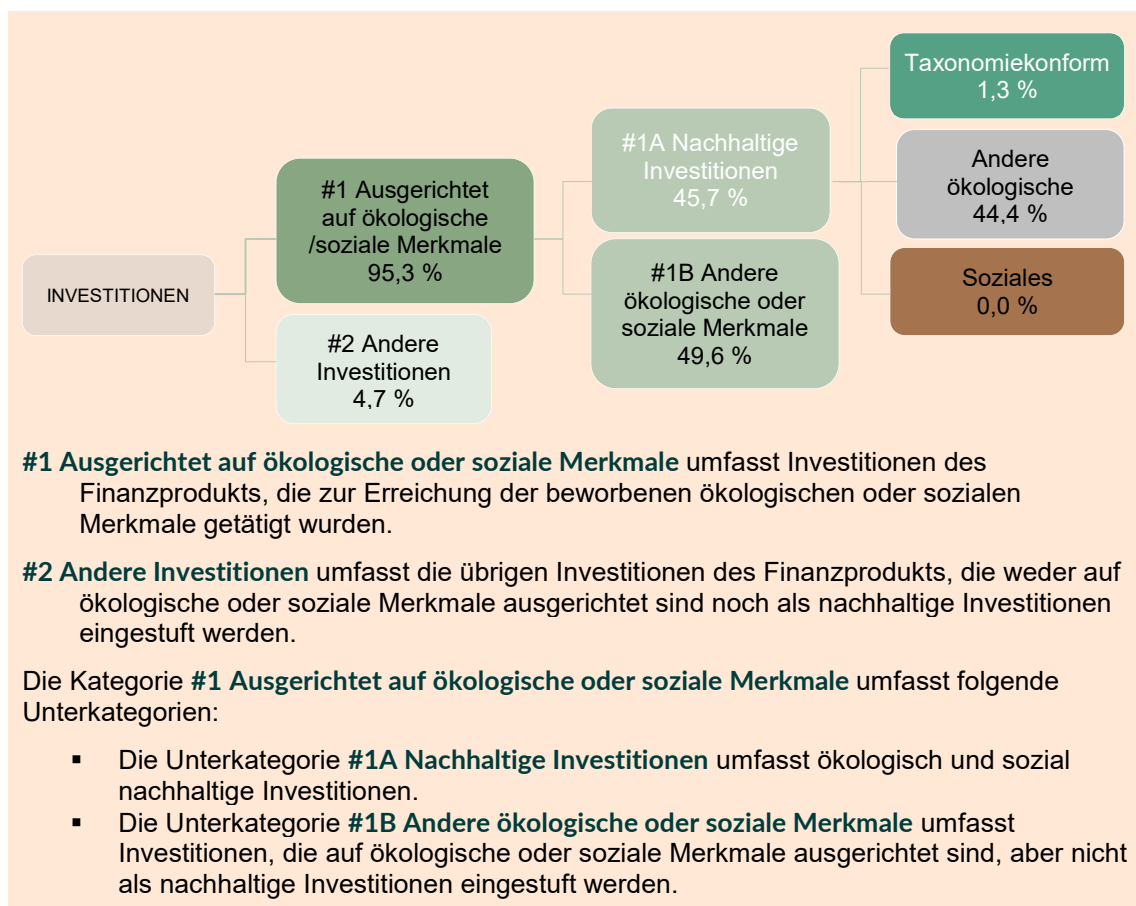 INVESTITIONEN
#1 Ausgerichtet
auf ökologische
/soziale Merkmale
95,3 %
#2 Andere
Investitionen
4,7 %
#1A Nachhaltige
Investitionen
45,7 %
#1B Andere
ökologische oder
soziale Merkmale
49,6 %
Taxonomiekonform
1,3 %
Andere
ökologische
44,4 %
Soziales
0,0 %
#1 Ausgerichtet auf ökologische oder soziale Merkmale umfasst Investitionen des
Finanzprodukts, die zur Erreichung der beworbenen ökologischen oder sozialen
Merkmale getätigt wurden.
#2 Andere Investitionen umfasst die übrigen Investitionen des Finanzprodukts, die weder auf
ökologische oder soziale Merkmale ausgerichtet sind noch als nachhaltige Investitionen
eingestuft werden.
Die Kategorie #1 Ausgerichtet auf ökologische oder soziale Merkmale umfasst folgende
Unterkategorien:
▪ Die Unterkategorie #1A Nachhaltige Investitionen umfasst ökologisch und sozial
nachhaltige Investitionen.
▪ Die Unterkategorie #1B Andere ökologische oder soziale Merkmale umfasst
Investitionen, die auf ökologische oder soziale Merkmale ausgerichtet sind, aber nicht
als nachhaltige Investitionen eingestuft werden.